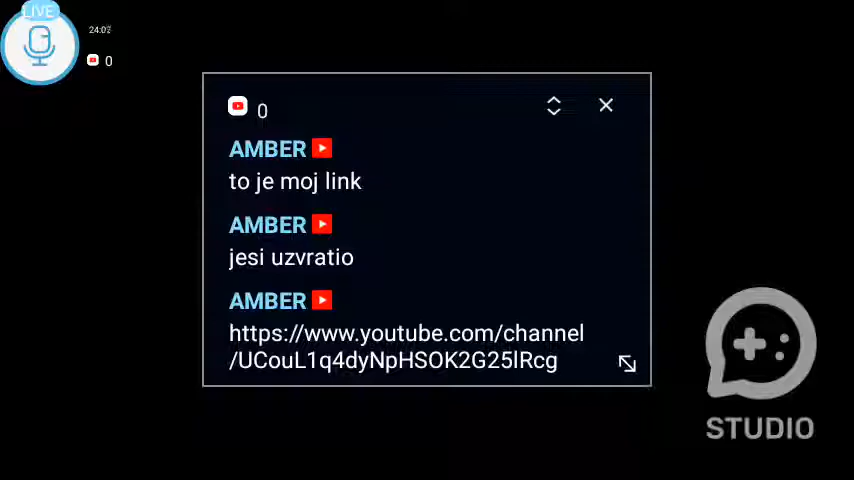 LIVE
24:02
0
0
AMBER
to je moj link
AMBER
jesi uzvratio
AMBER
https://www.youtube.com/channel
/UCouL1q4dyNpHSOK2G25lRcg
STUDIO